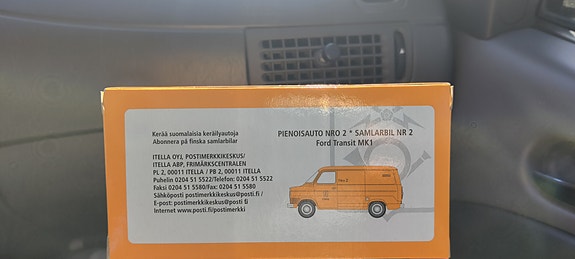 Kerää suomalaisia keräilyautoja
Abonnera på finska samlarbilar
ITELLA OYJ, POSTIMERKKIKESKUS/
ITELLA ABP, FRIMÄRKSCENTRALEN
PL 2, 00011 ITELLA / PB 2, 00011 ITELLA
Puhelin 0204 51 5522/Telefon: 0204 51 5522
Faksi 0204 51 5580/Fax: 0204 51 5580
Sähköposti postimerkkikeskus@posti.fi /
E-post: postimerkkikeskus@posti.fi
Internet www.posti.fi/postimerkki
PIENOISAUTO NRO 2 * SAMLARBIL NR 2
Ford Transit MK1